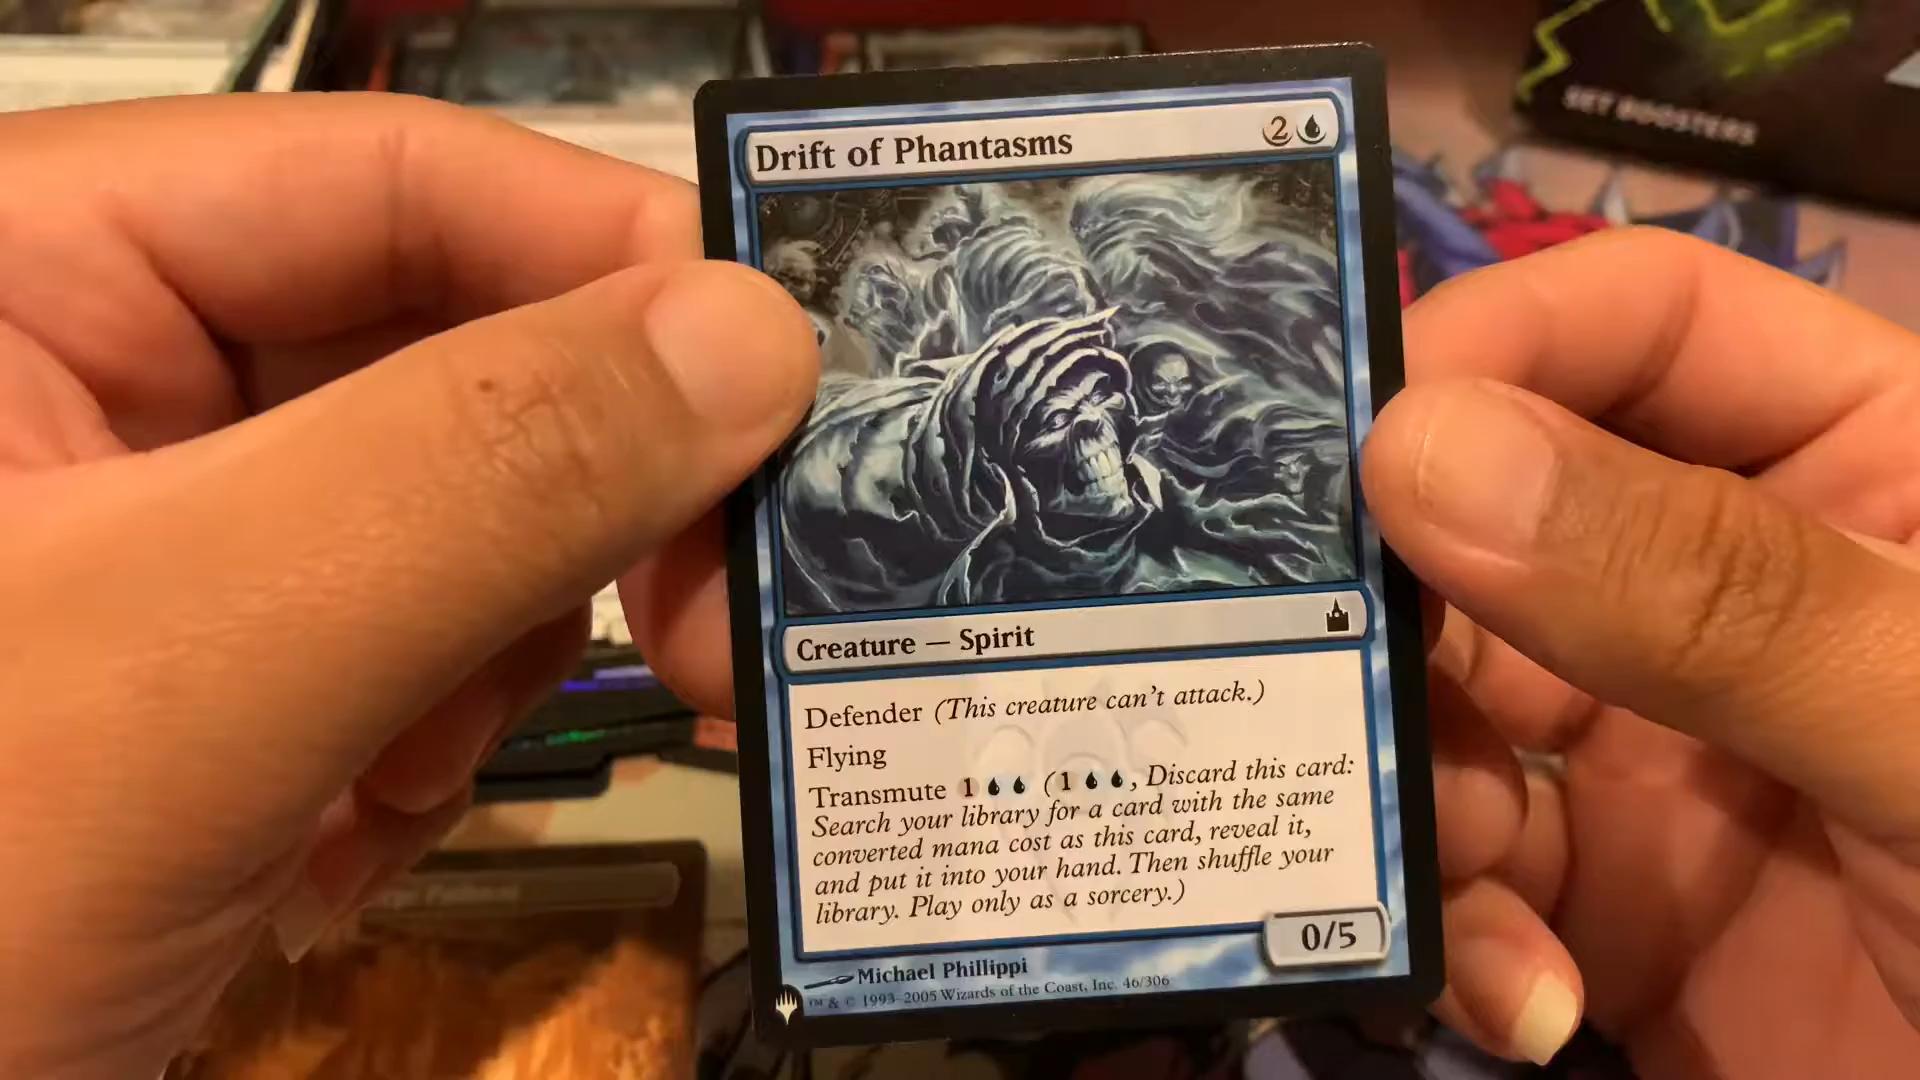 SET BOOSTERS
Drift of Phantasms 2
Creature — Spirit
Defender (This creature can't attack.)
Flying
Transmute 1 (1 , Discard this card:
Search your library for a card with the same
converted mana cost as this card, reveal it,
and put it into your hand. Then shuffle your
library. Play only as a sorcery.)
0/5
Michael Phillippi
™ & © 1993–2005 Wizards of the Coast, Inc. 46/306